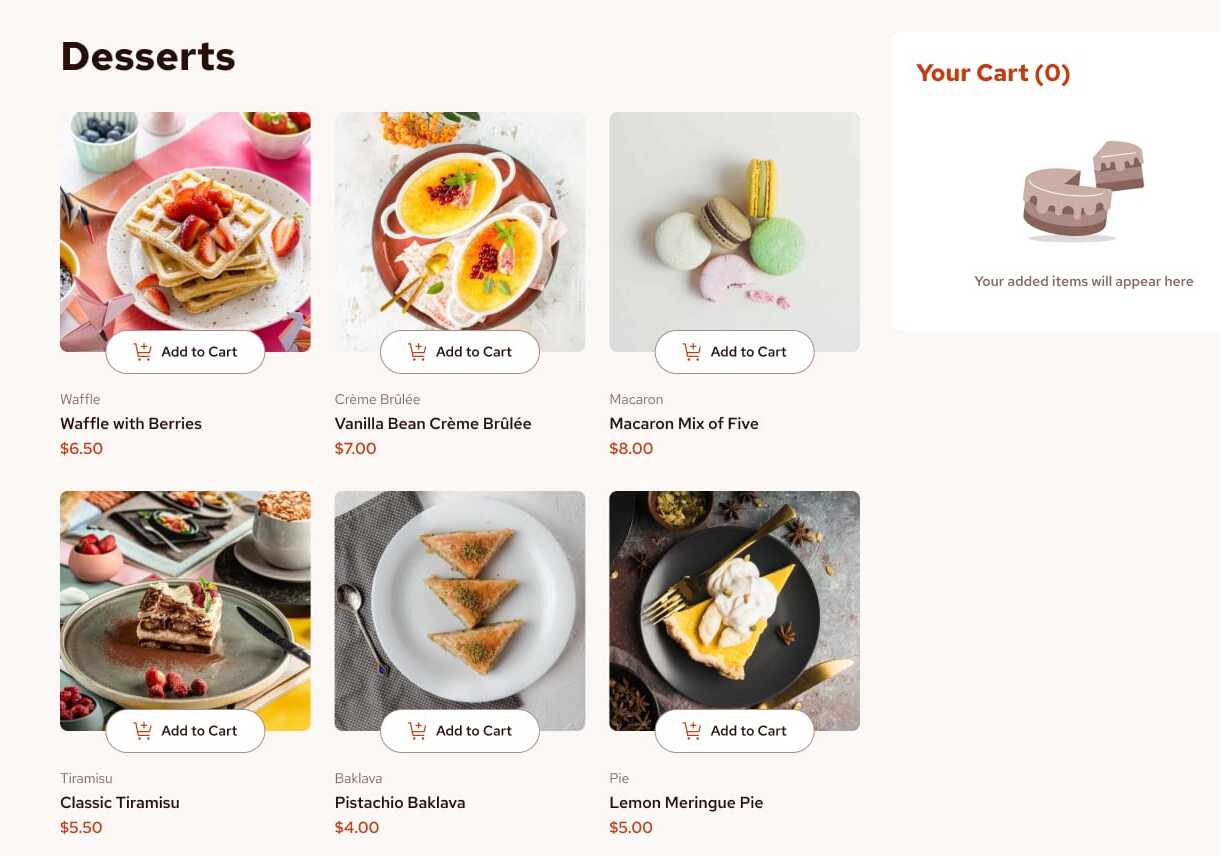 Desserts
Your Cart (0)
Your added items will appear here
Add to Cart
Waffle
Waffle with Berries
$6.50
Add to Cart
Crème Brûlée
Vanilla Bean Crème Brûlée
$7.00
Add to Cart
Macaron
Macaron Mix of Five
$8.00
Add to Cart
Tiramisu
Classic Tiramisu
$5.50
Add to Cart
Baklava
Pistachio Baklava
$4.00
Add to Cart
Pie
Lemon Meringue Pie
$5.00